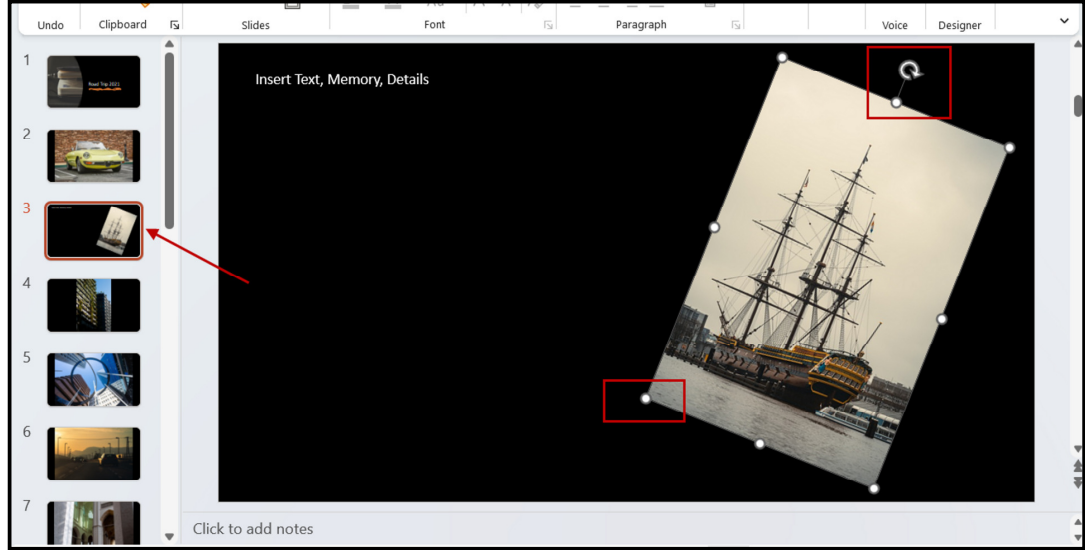 Undo Clipboard Slides Font Paragraph Voice Designer
1
Road Trip 2021
2
3
4
5
6
7
Insert Text, Memory, Details
Click to add notes